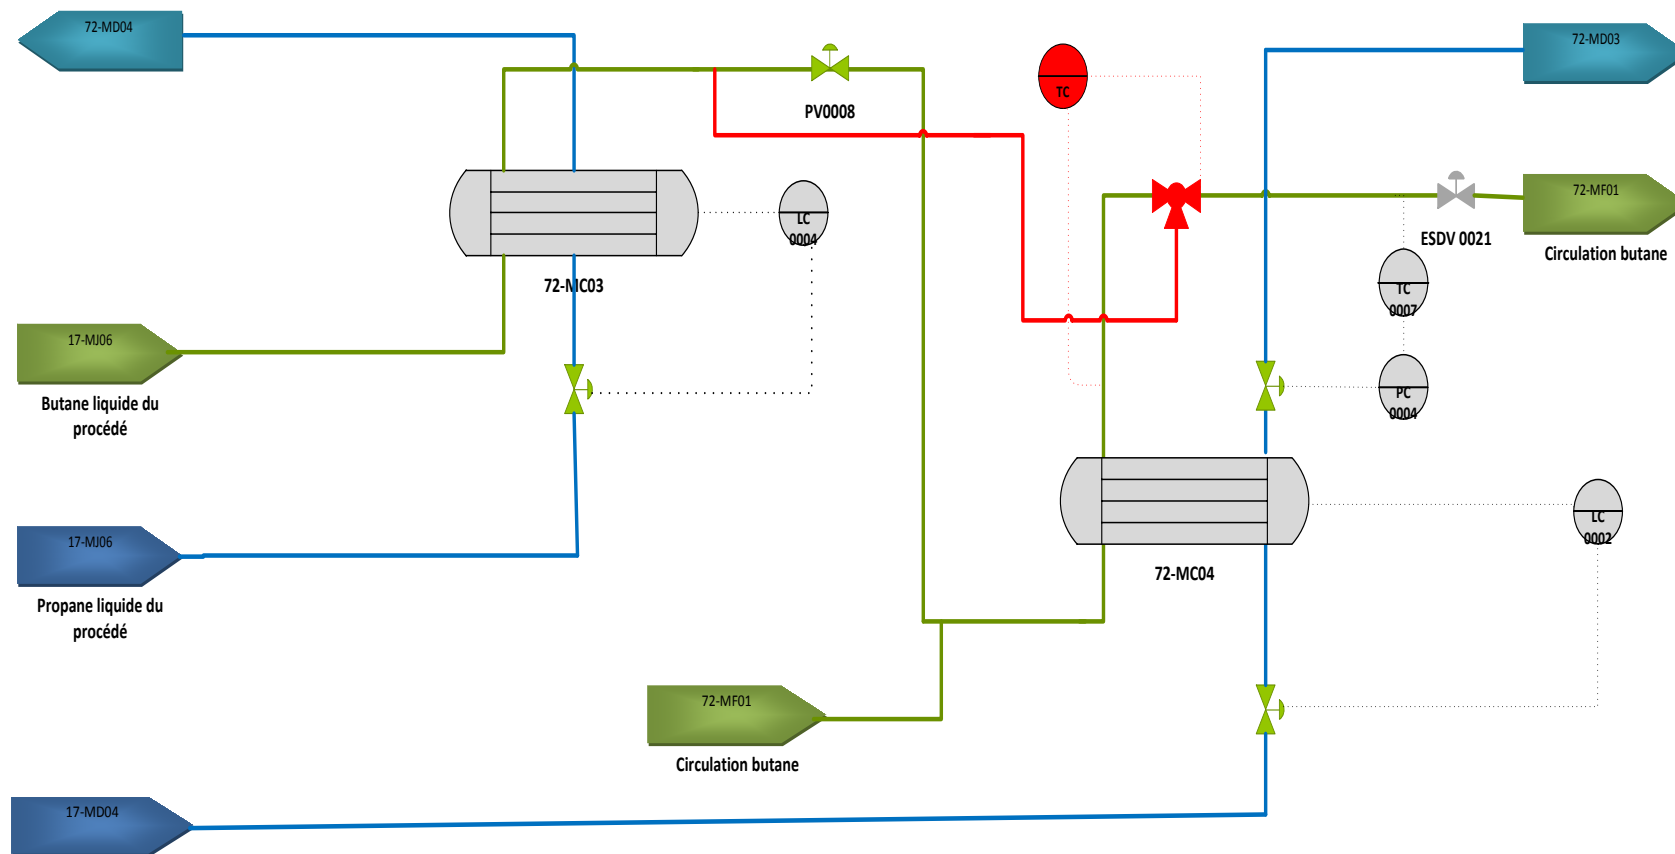 72-MD04
72-MD03
TC
PV0008
72-MF01
LC
0004
ESDV 0021
Circulation butane
72-MC03
TC
0007
17-MJ06
Butane liquide du
procédé
PC
0004
17-MJ06
LC
0002
72-MC04
Propane liquide du
procédé
72-MF01
Circulation butane
17-MD04